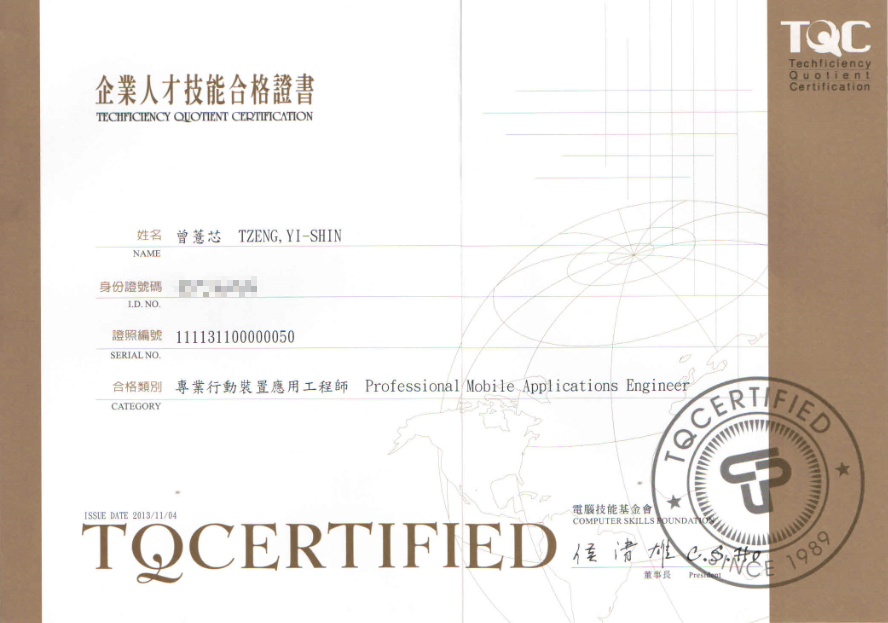 TQC
Techficiency
Quotient
Certification
企業人才技能合格證書
TECHFICIENCY QUOTIENT CERTIFICATION
姓名 曾薏芯 TZENG,YI-SHIN
NAME
身份證號碼
I.D. NO.
證照編號 111131100000050
SERIAL NO.
合格類別 專業行動裝置應用工程師 Professional Mobile Applications Engineer
CATEGORY
ISSUE DATE 2013/11/04
TQCERTIFIED
電腦技能基金會
COMPUTER SKILLS FOUNDATION
侯清雄 C.S.Ho
董事長 President
TQCERTIFIED
SINCE 1989